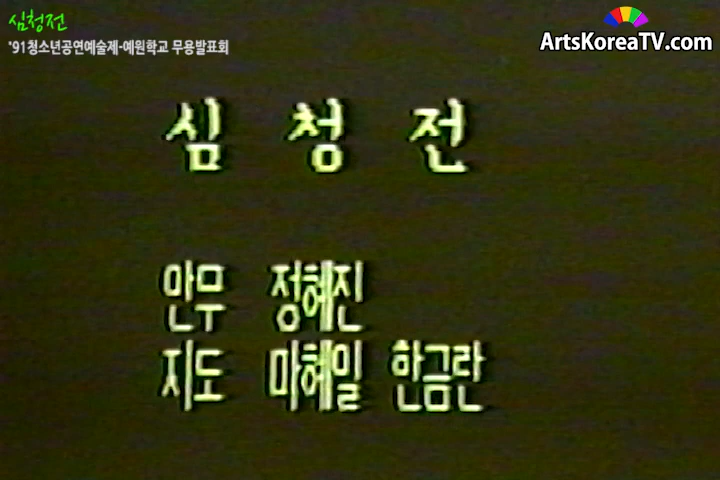 심청전
'91청소년공연예술제-예원학교 무용발표회
ArtsKoreaTV.com
심 청 전
안무 정혜진
지도 마혜일 한금란